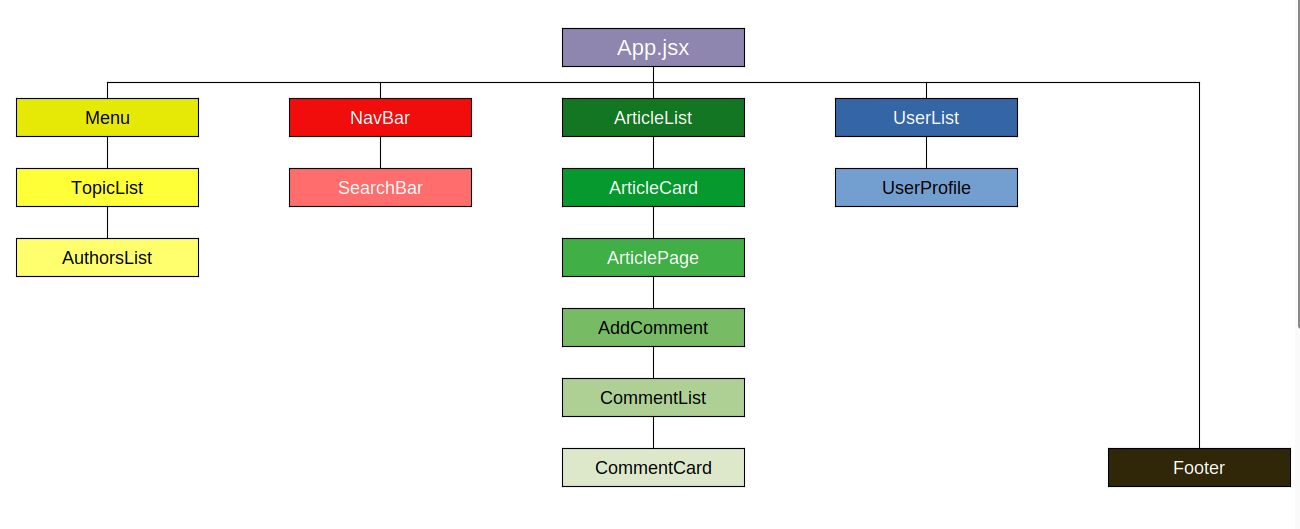 App.jsx
Menu
NavBar
ArticleList
UserList
TopicList
SearchBar
ArticleCard
UserProfile
AuthorsList
ArticlePage
AddComment
CommentList
CommentCard
Footer